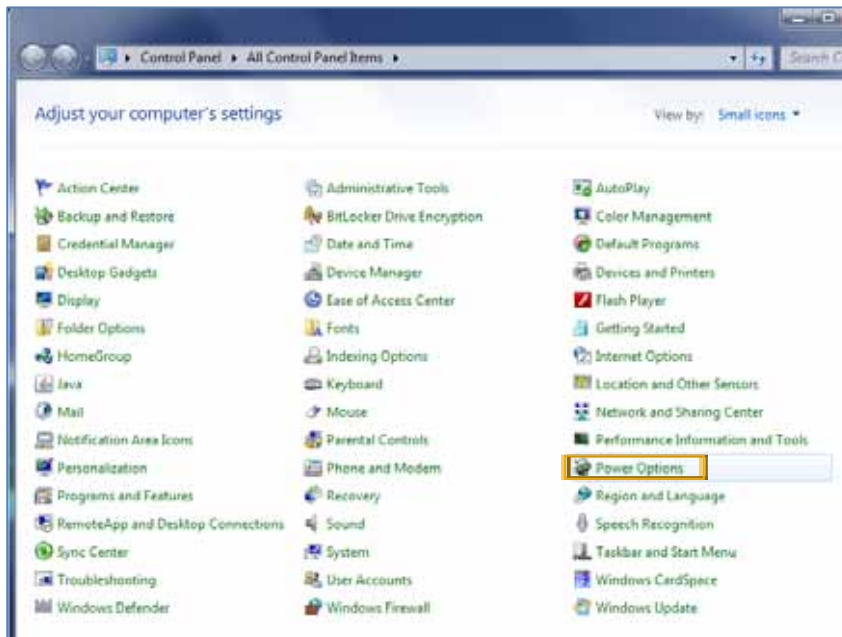 Control Panel ▸ All Control Panel Items ▸
Search C
Adjust your computer's settings
View by: Small icons
Action Center
Administrative Tools
AutoPlay
Backup and Restore
BitLocker Drive Encryption
Color Management
Credential Manager
Date and Time
Default Programs
Desktop Gadgets
Device Manager
Devices and Printers
Display
Ease of Access Center
Flash Player
Folder Options
Fonts
Getting Started
HomeGroup
Indexing Options
Internet Options
Java
Keyboard
Location and Other Sensors
Mail
Mouse
Network and Sharing Center
Notification Area Icons
Parental Controls
Performance Information and Tools
Personalization
Phone and Modem
Power Options
Programs and Features
Recovery
Region and Language
RemoteApp and Desktop Connections
Sound
Speech Recognition
Sync Center
System
Taskbar and Start Menu
Troubleshooting
User Accounts
Windows CardSpace
Windows Defender
Windows Firewall
Windows Update